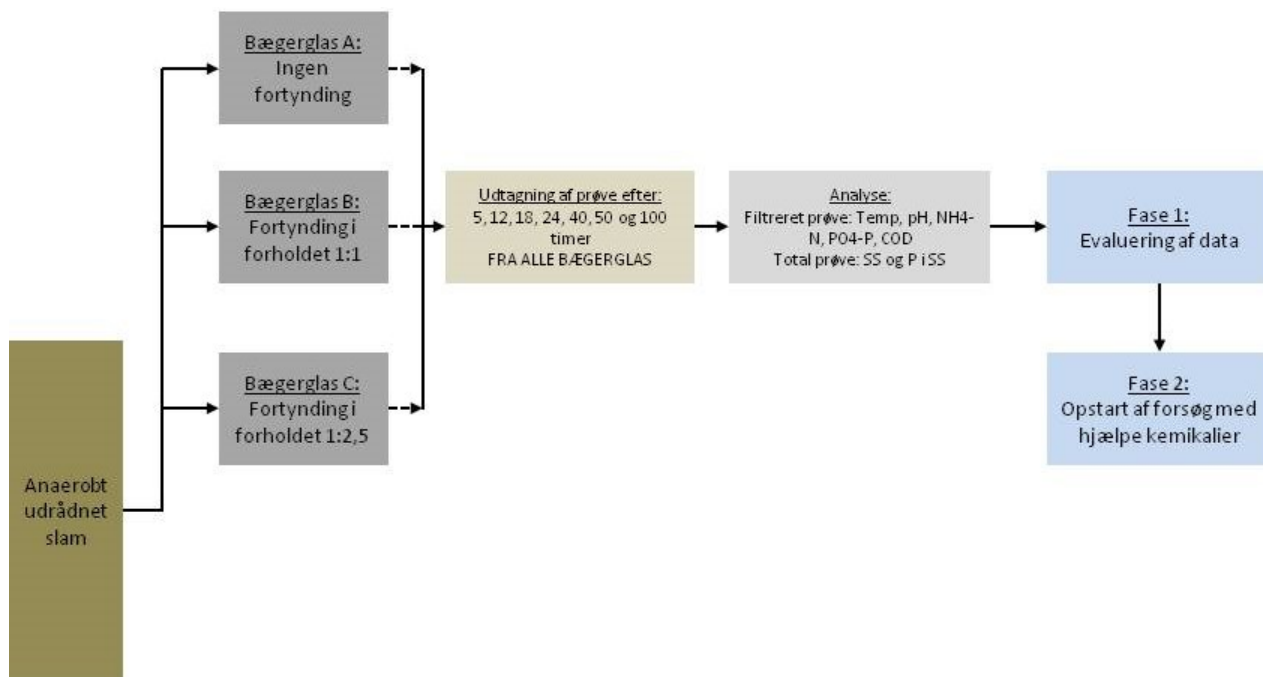 Bægerglas A:
Ingen
fortynding
Bægerglas B:
Fortynding i
forholdet 1:1
Bægerglas C:
Fortynding i
forholdet 1:2,5
Anaerobt
udrådnet
slam
Udtagning af prøve efter:
5, 12, 18, 24, 40, 50 og 100
timer
FRA ALLE BÆGERGLAS
Analyse:
Filtreret prøve: Temp, pH, NH4-
N, PO4-P, COD
Total prøve: SS og P i SS
Fase 1:
Evaluering af data
Fase 2:
Opstart af forsøg med
hjælpe kemikalier